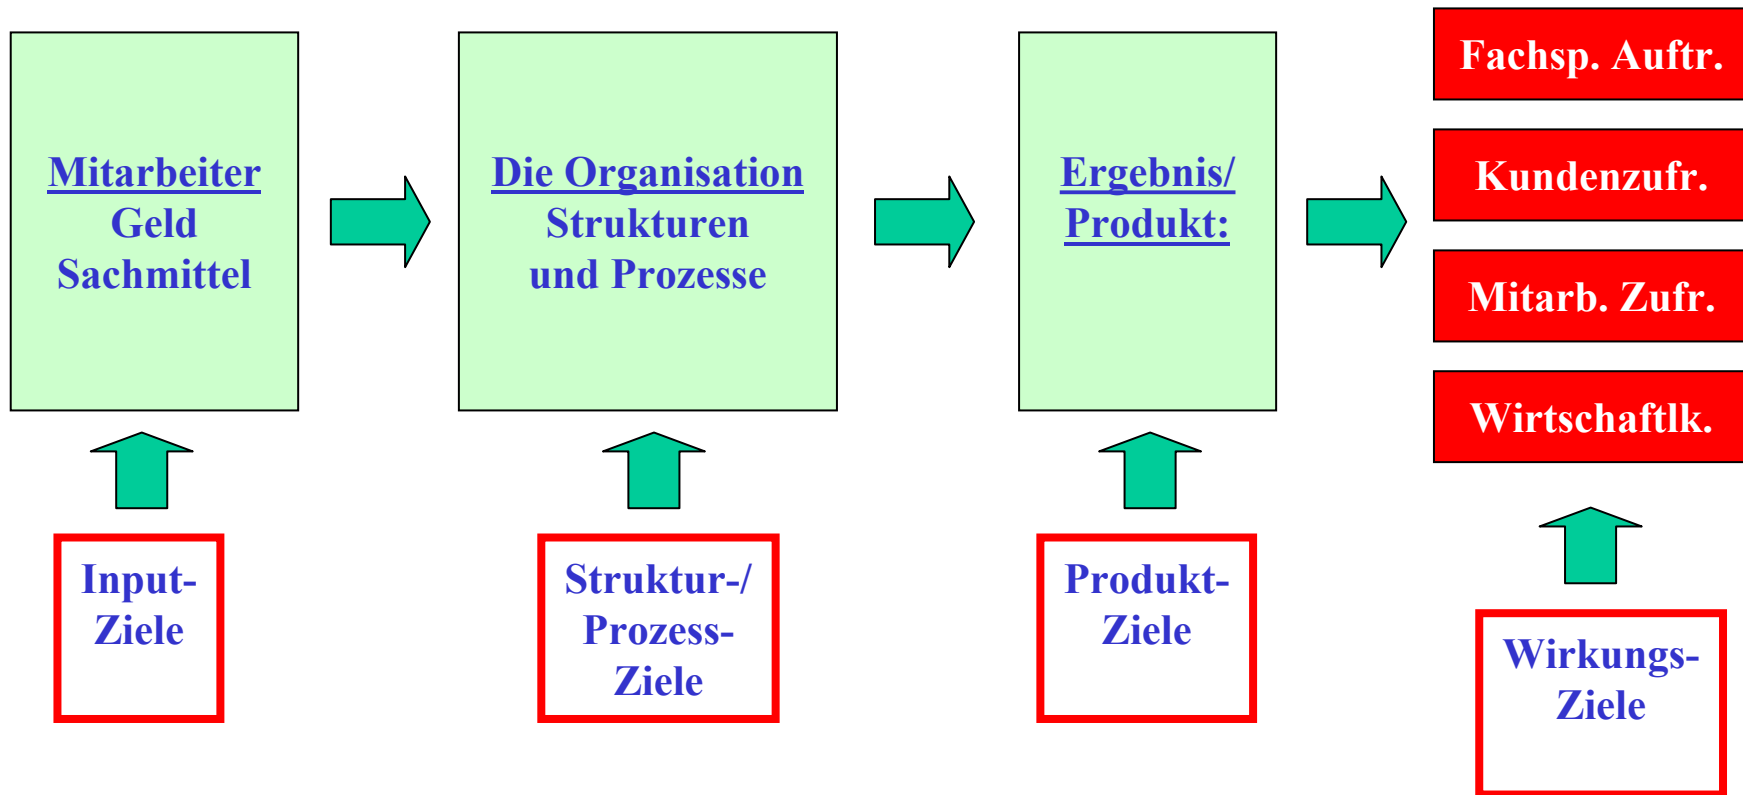 Mitarbeiter
Geld
Sachmittel
Die Organisation
Strukturen
und Prozesse
Ergebnis/
Produkt:
Fachsp. Auftr.
Kundenzufr.
Mitarb. Zufr.
Wirtschaftlk.
Input-
Ziele
Struktur-/
Prozess-
Ziele
Produkt-
Ziele
Wirkungs-
Ziele